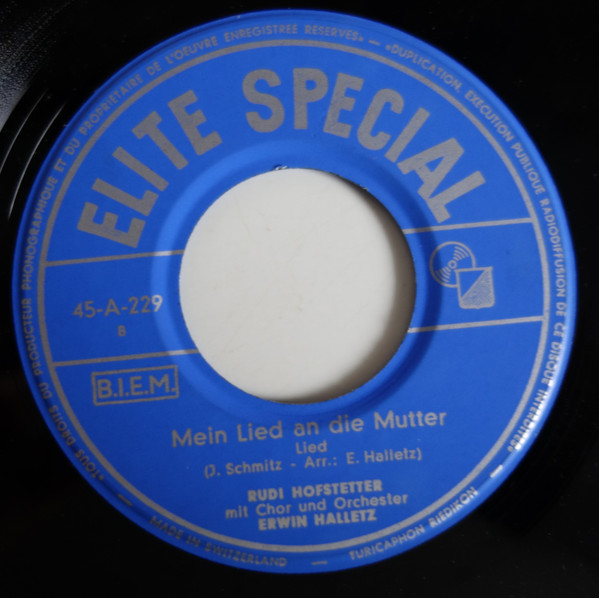 «TOUS DROITS DU PRODUCTEUR PHONOGRAPHIQUE ET DU PROPRIETAIRE DE L'OEUVRE ENREGISTREE RESERVES» — «DUPLICATION, EXECUTION PUBLIQUE RADIODIFFUSION DE CE DISQUE INTERDITES»
ELITE SPECIAL
45-A-229
B
B.I.E.M.
Mein Lied an die Mutter
Lied
(J. Schmitz - Arr.: E. Halletz)
RUDI HOFSTETTER
mit Chor und Orchester
ERWIN HALLETZ
MADE IN SWITZERLAND — TURICAPHON RIEDIKON